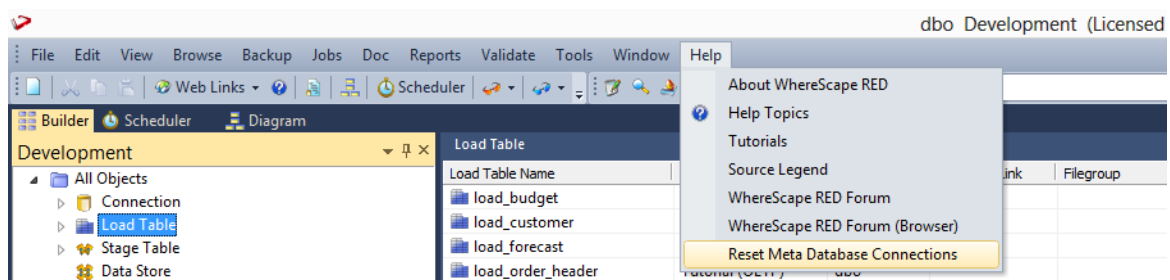 dbo Development (Licensed
File Edit View Browse Backup Jobs Doc Reports Validate Tools Window Help
Web Links Scheduler
Builder Scheduler Diagram
Development
All Objects
Connection
Load Table
Stage Table
Data Store
Load Table
Load Table Name Filegroup
load_budget
load_customer
load_forecast
load_order_header dbo
About WhereScape RED
Help Topics
Tutorials
Source Legend
WhereScape RED Forum
WhereScape RED Forum (Browser)
Reset Meta Database Connections